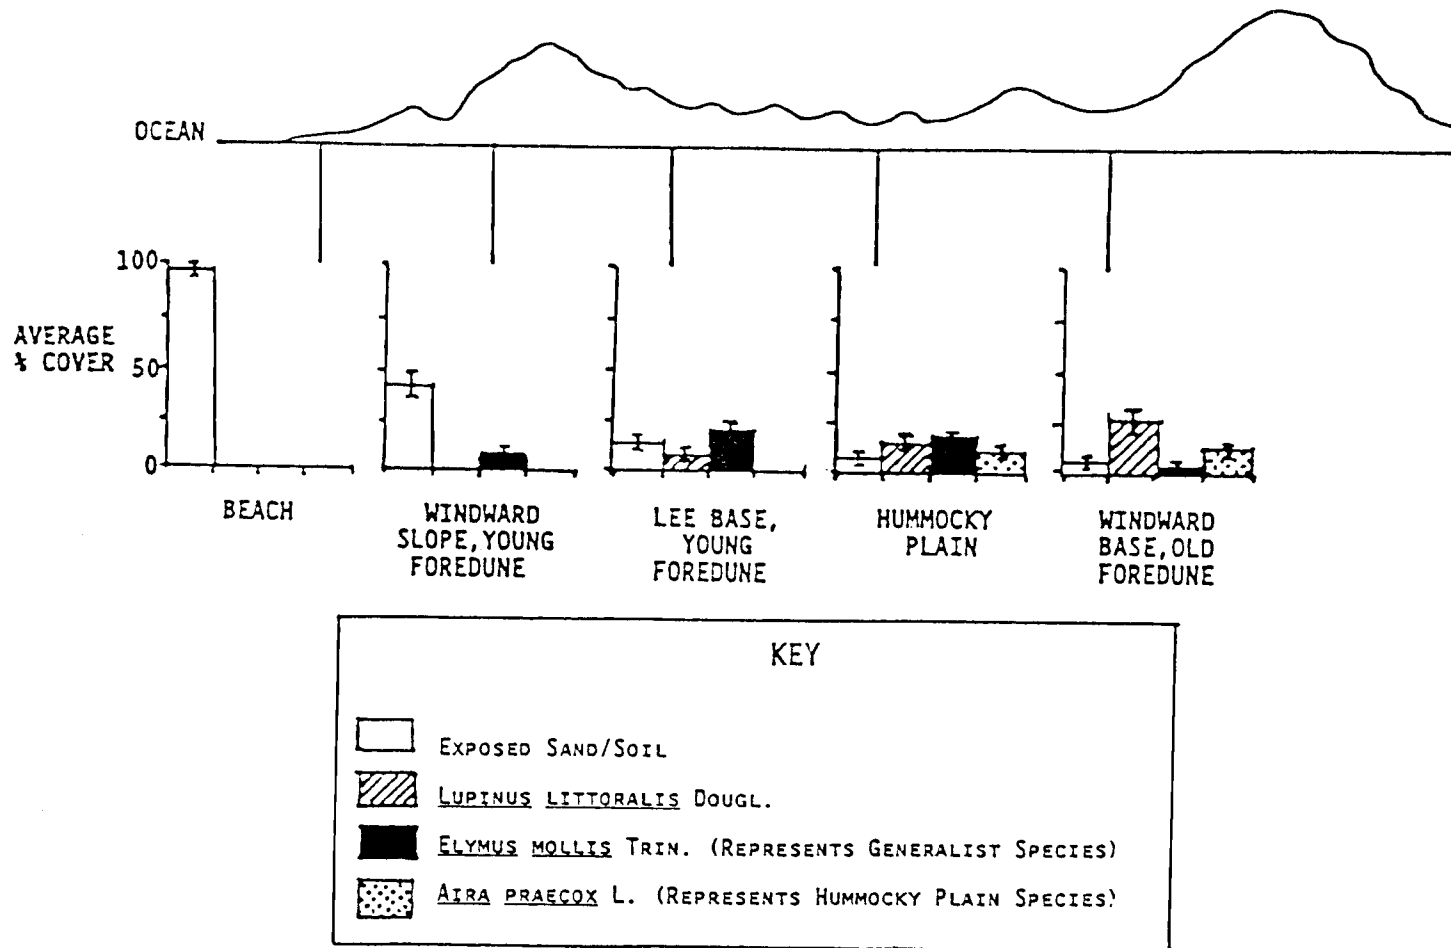 OCEAN
100
AVERAGE
% COVER
50
0
BEACH
WINDWARD
SLOPE, YOUNG
FOREDUNE
LEE BASE,
YOUNG
FOREDUNE
HUMMOCKY
PLAIN
WINDWARD
BASE, OLD
FOREDUNE
KEY
EXPOSED SAND/SOIL
LUPINUS LITTORALIS DOUGL.
ELYMUS MOLLIS TRIN. (REPRESENTS GENERALIST SPECIES)
AIRA PRAECOX L. (REPRESENTS HUMMOCKY PLAIN SPECIES)